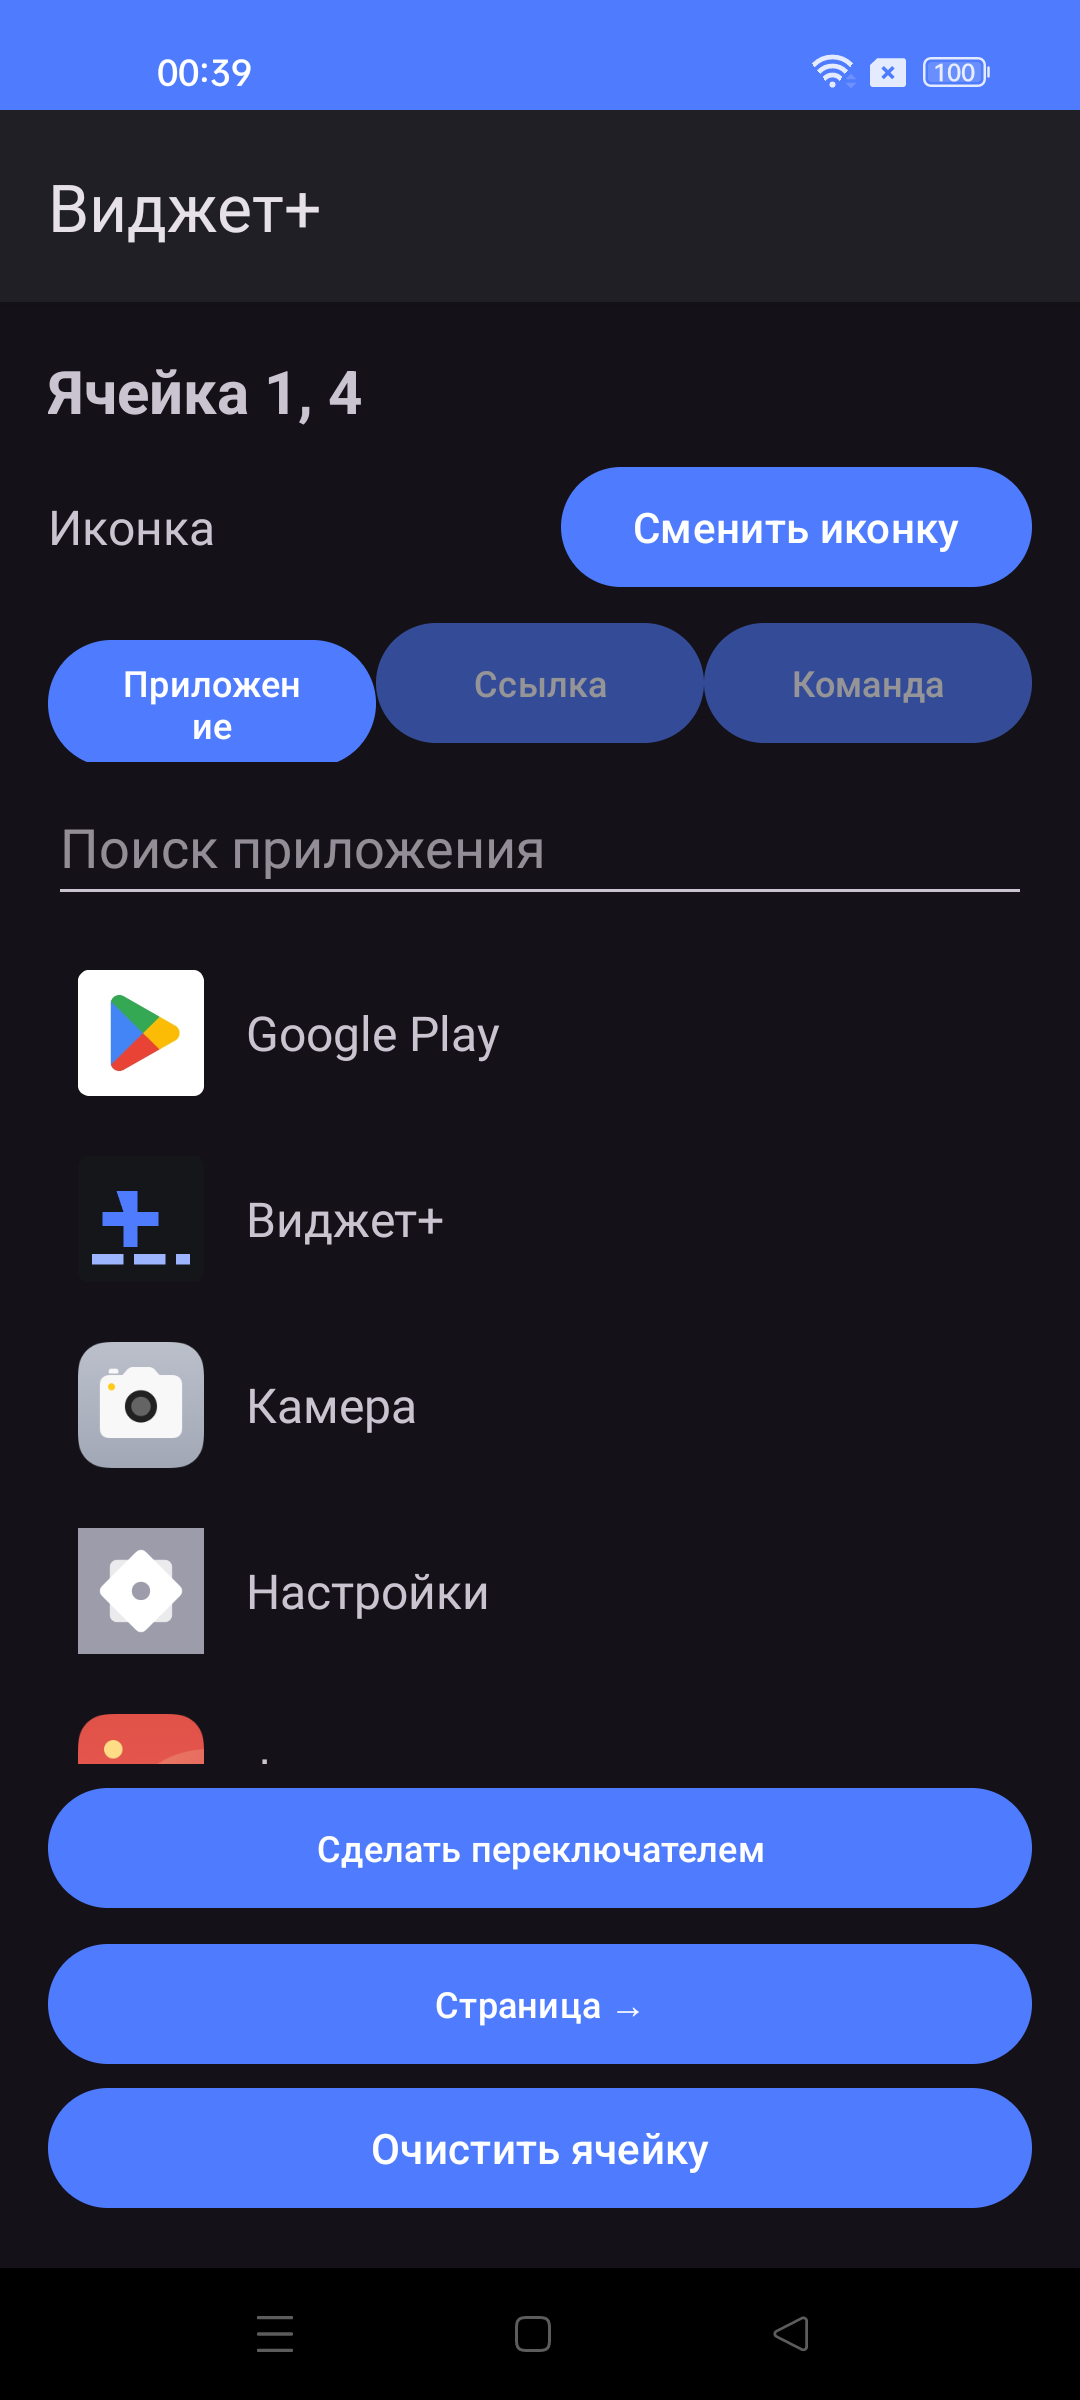 00:39
100
Виджет+
Ячейка 1, 4
Иконка
Сменить иконку
Приложен
ие
Ссылка
Команда
Поиск приложения
Google Play
Виджет+
Камера
Настройки
Сделать переключателем
Страница →
Очистить ячейку